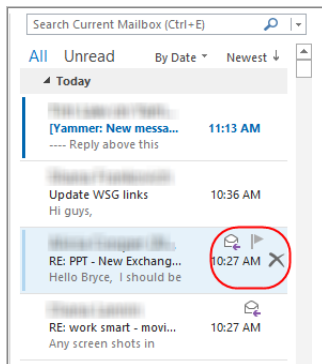 Search Current Mailbox (Ctrl+E)
All Unread By Date Newest ↓
Today
[Yammer: New messa... 11:13 AM
---- Reply above this
Update WSG links 10:36 AM
Hi guys,
RE: PPT - New Exchang... 10:27 AM
Hello Bryce, I should be
RE: work smart - movi... 10:27 AM
Any screen shots in